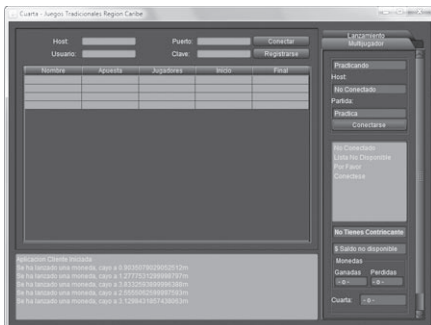 Cuarta - Juegos Tradicionales Region Caribe
Host:
Puerto:
Conectar
Usuario:
Clave:
Registrarse
Nombre
Apuesta
Jugadores
Inicio
Final
Aplicacion Cliente Iniciada
Se ha lanzado una moneda, cayo a
Se ha lanzado una moneda, cayo a
Se ha lanzado una moneda, cayo a
Se ha lanzado una moneda, cayo a
Se ha lanzado una moneda, cayo a
Lanzamiento
Multijugador
Practicando
Host:
No Conectado
Partida:
Practica
Conectarse
No Conectado
Lista No Disponible
Por Favor
Conectese
No Tienes Contrincante
$ Saldo no disponible
Monedas
Ganadas Perdidas
- 0 - - 0 -
Cuarta: - 0 -